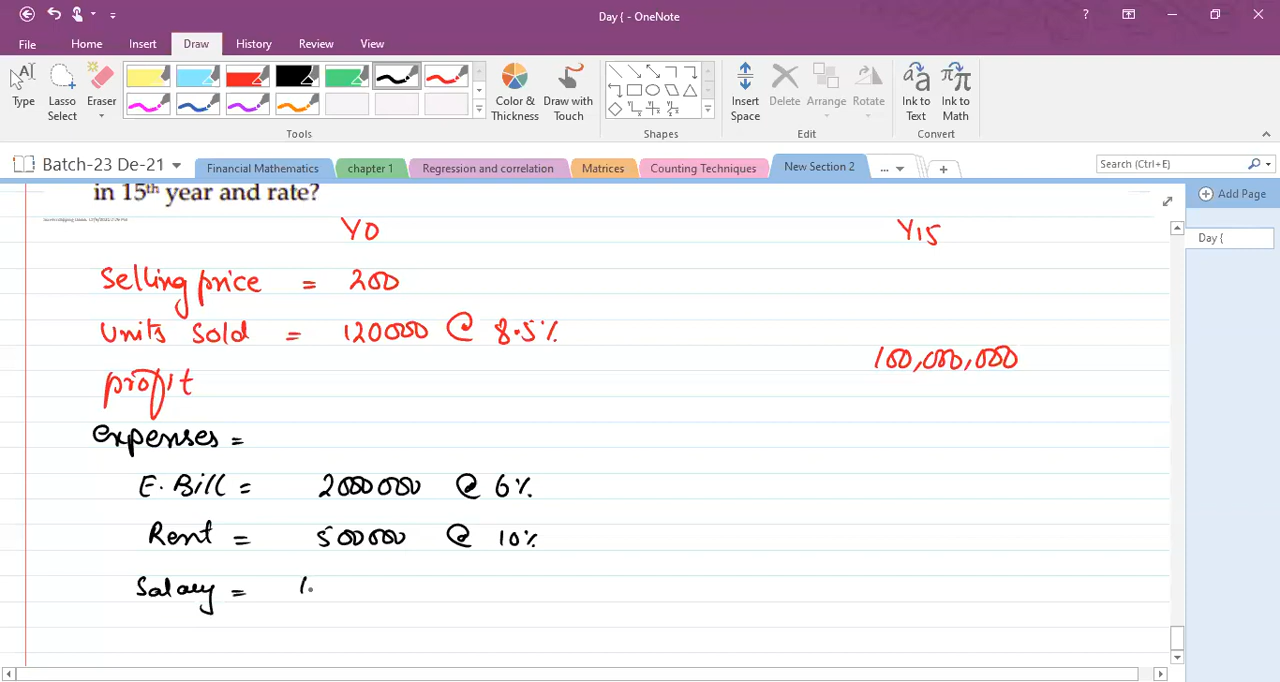 Day { - OneNote
File Home Insert Draw History Review View
Type
Lasso Select
Eraser
Color & Thickness
Draw with Touch
Insert Space
Delete
Arrange
Rotate
Ink to Text
Ink to Math
Tools Shapes Edit Convert
Batch-23 De-21 Financial Mathematics chapter 1 Regression and correlation Matrices Counting Techniques New Section 2 ... Search (Ctrl+E)
Add Page
Day {
in 15th year and rate?
Y0 Y15
Selling price = 200
Units sold = 120000 @ 8.5%
100,000,000
profit
expenses =
E. Bill = 2000000 @ 6%
Rent = 500000 @ 10%
Salary = 1.